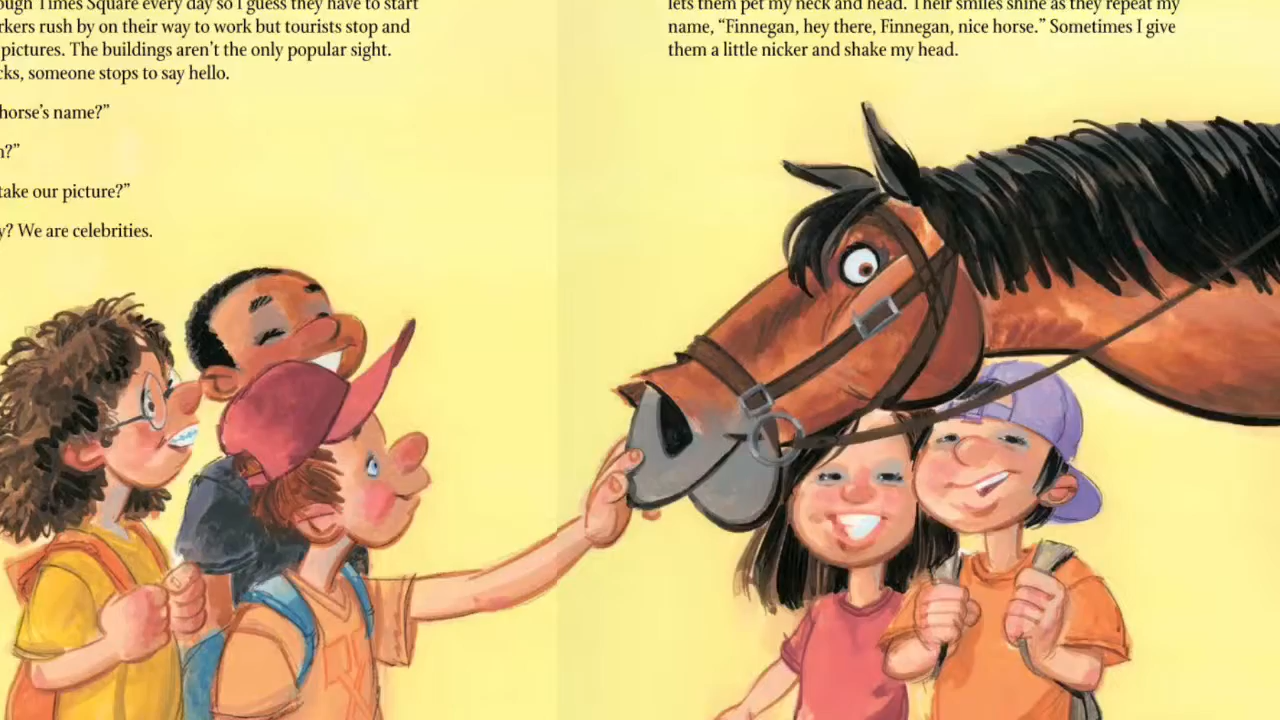 ough Times Square every day so I guess they have to start
rkers rush by on their way to work but tourists stop and
pictures. The buildings aren't the only popular sight.
cks, someone stops to say hello.
horse's name?"
n?"
take our picture?"
y? We are celebrities.
lets them pet my neck and head. Their smiles shine as they repeat my
name, "Finnegan, hey there, Finnegan, nice horse." Sometimes I give
them a little nicker and shake my head.